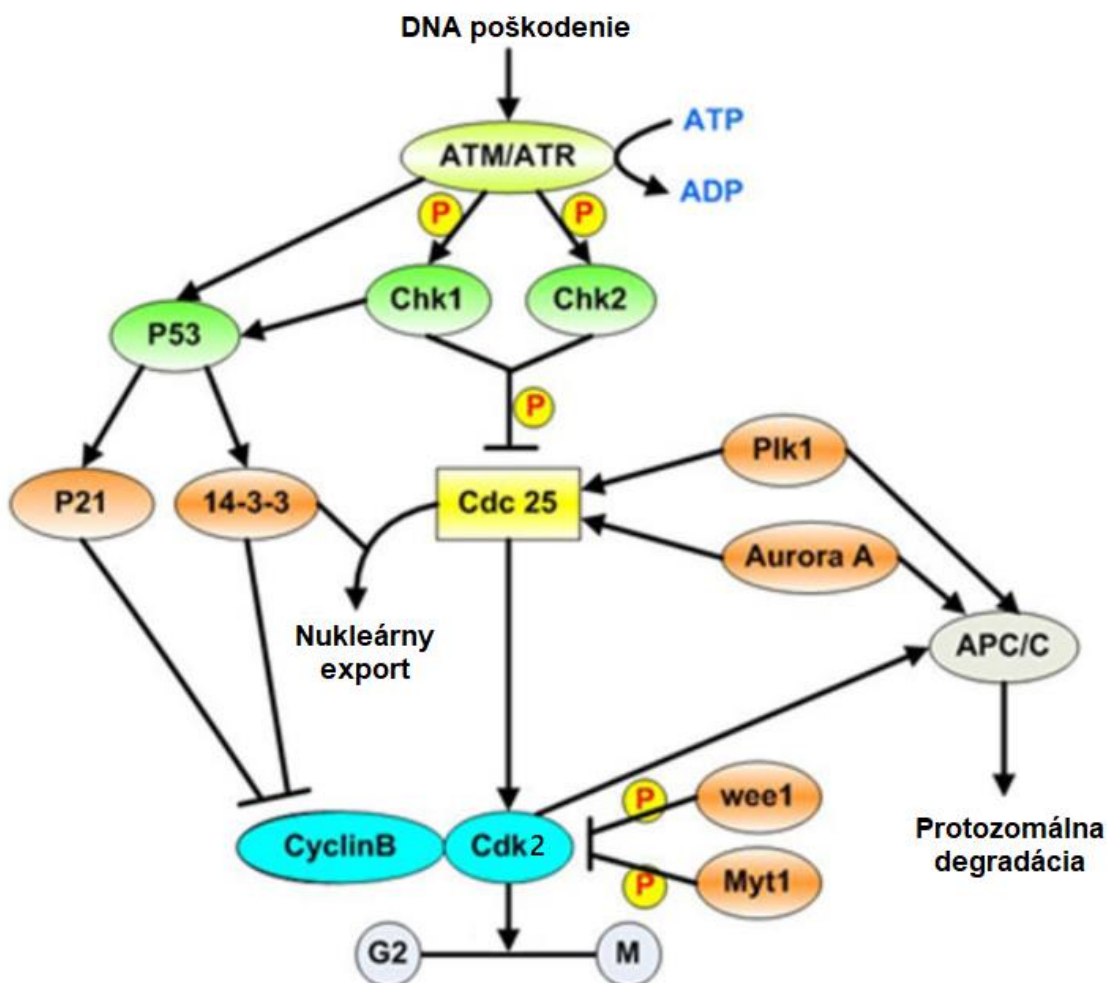 DNA poškodenie
ATM/ATR
ATP
ADP
P
P
Chk1
Chk2
P53
P
Plk1
P21
14-3-3
Cdc 25
Aurora A
Nukleárny
export
APC/C
P
wee1
CyclinB
Cdk2
Protozomálna
degradácia
P
Myt1
G2
M